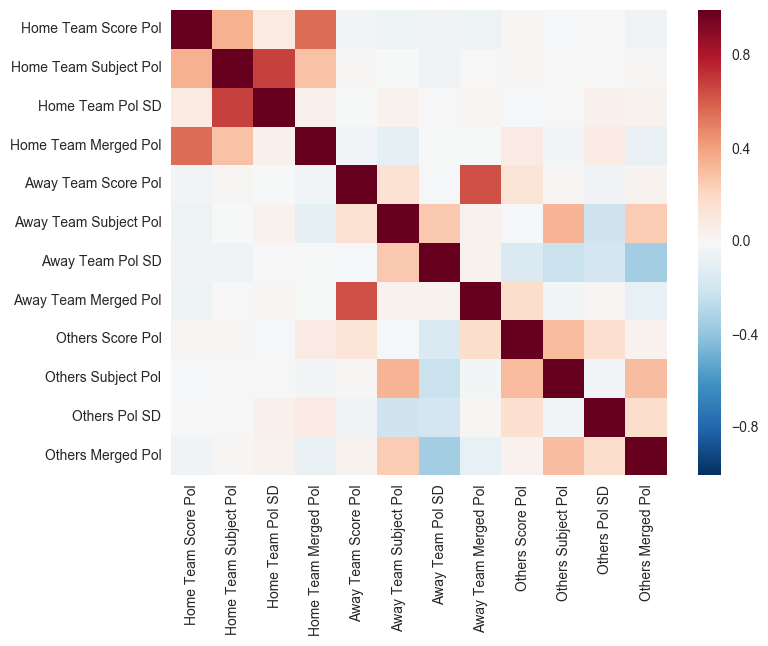 Home Team Score Pol
Home Team Subject Pol
Home Team Pol SD
Home Team Merged Pol
Away Team Score Pol
Away Team Subject Pol
Away Team Pol SD
Away Team Merged Pol
Others Score Pol
Others Subject Pol
Others Pol SD
Others Merged Pol
0.8
0.4
0.0
−0.4
−0.8
Home Team Score Pol
Home Team Subject Pol
Home Team Pol SD
Home Team Merged Pol
Away Team Score Pol
Away Team Subject Pol
Away Team Pol SD
Away Team Merged Pol
Others Score Pol
Others Subject Pol
Others Pol SD
Others Merged Pol